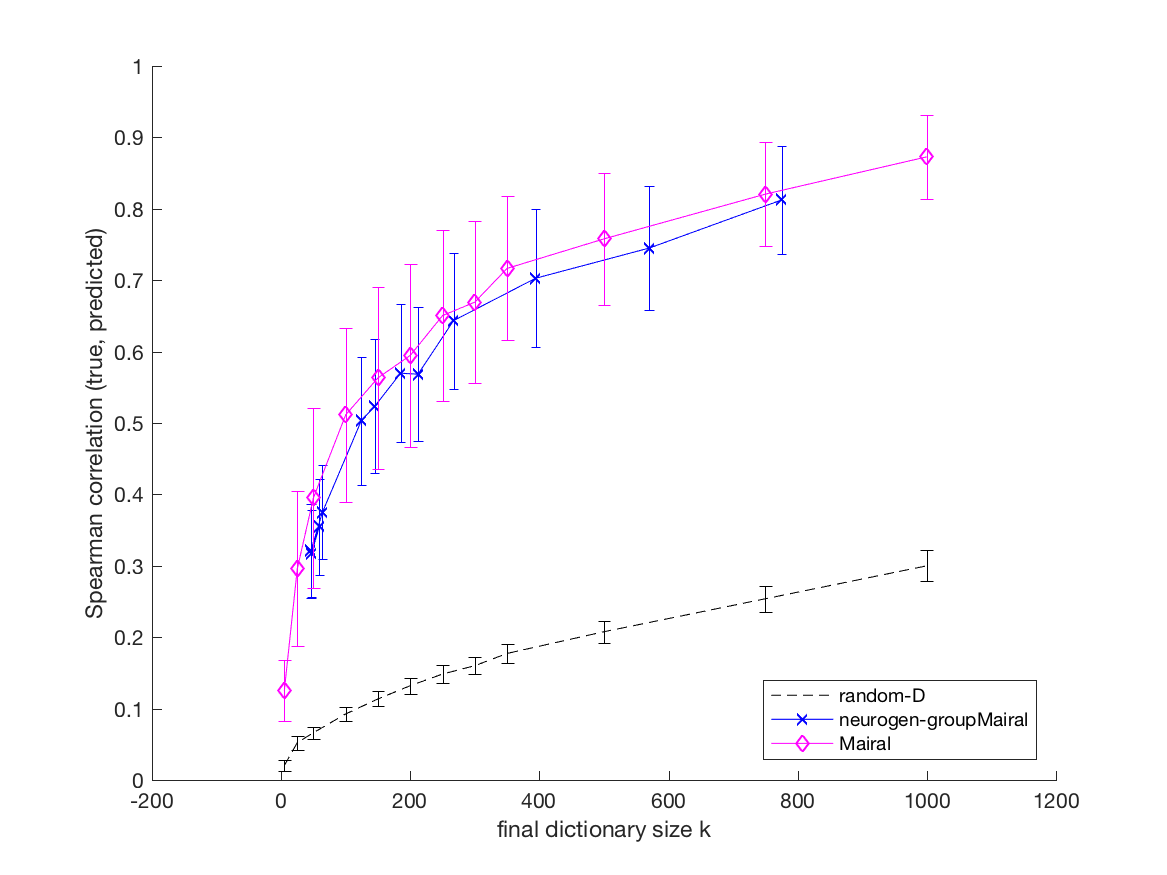 1
0.9
0.8
0.7
0.6
0.5
0.4
0.3
0.2
0.1
0
Spearman correlation (true, predicted)
-200 0 200 400 600 800 1000 1200
final dictionary size k
random-D
neurogen-groupMairal
Mairal